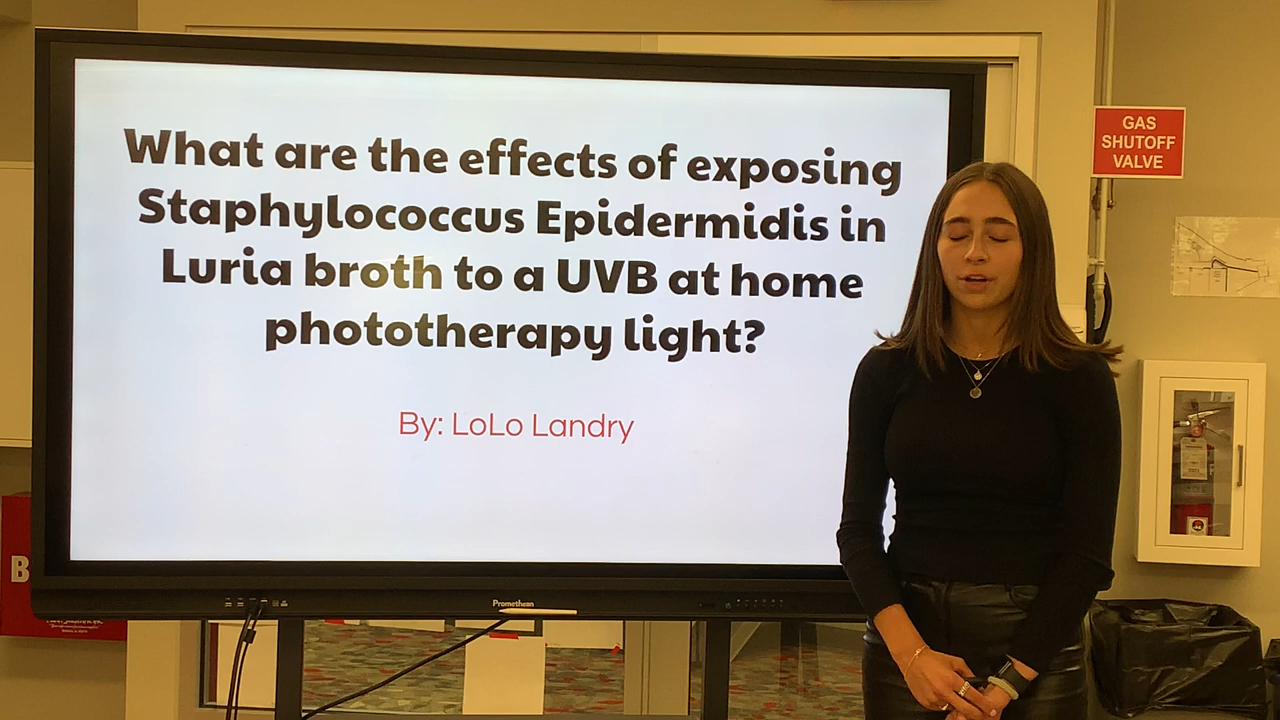 What are the effects of exposing
Staphylococcus Epidermidis in
Luria broth to a UVB at home
phototherapy light?
By: LoLo Landry
GAS
SHUTOFF
VALVE
B
Promethean